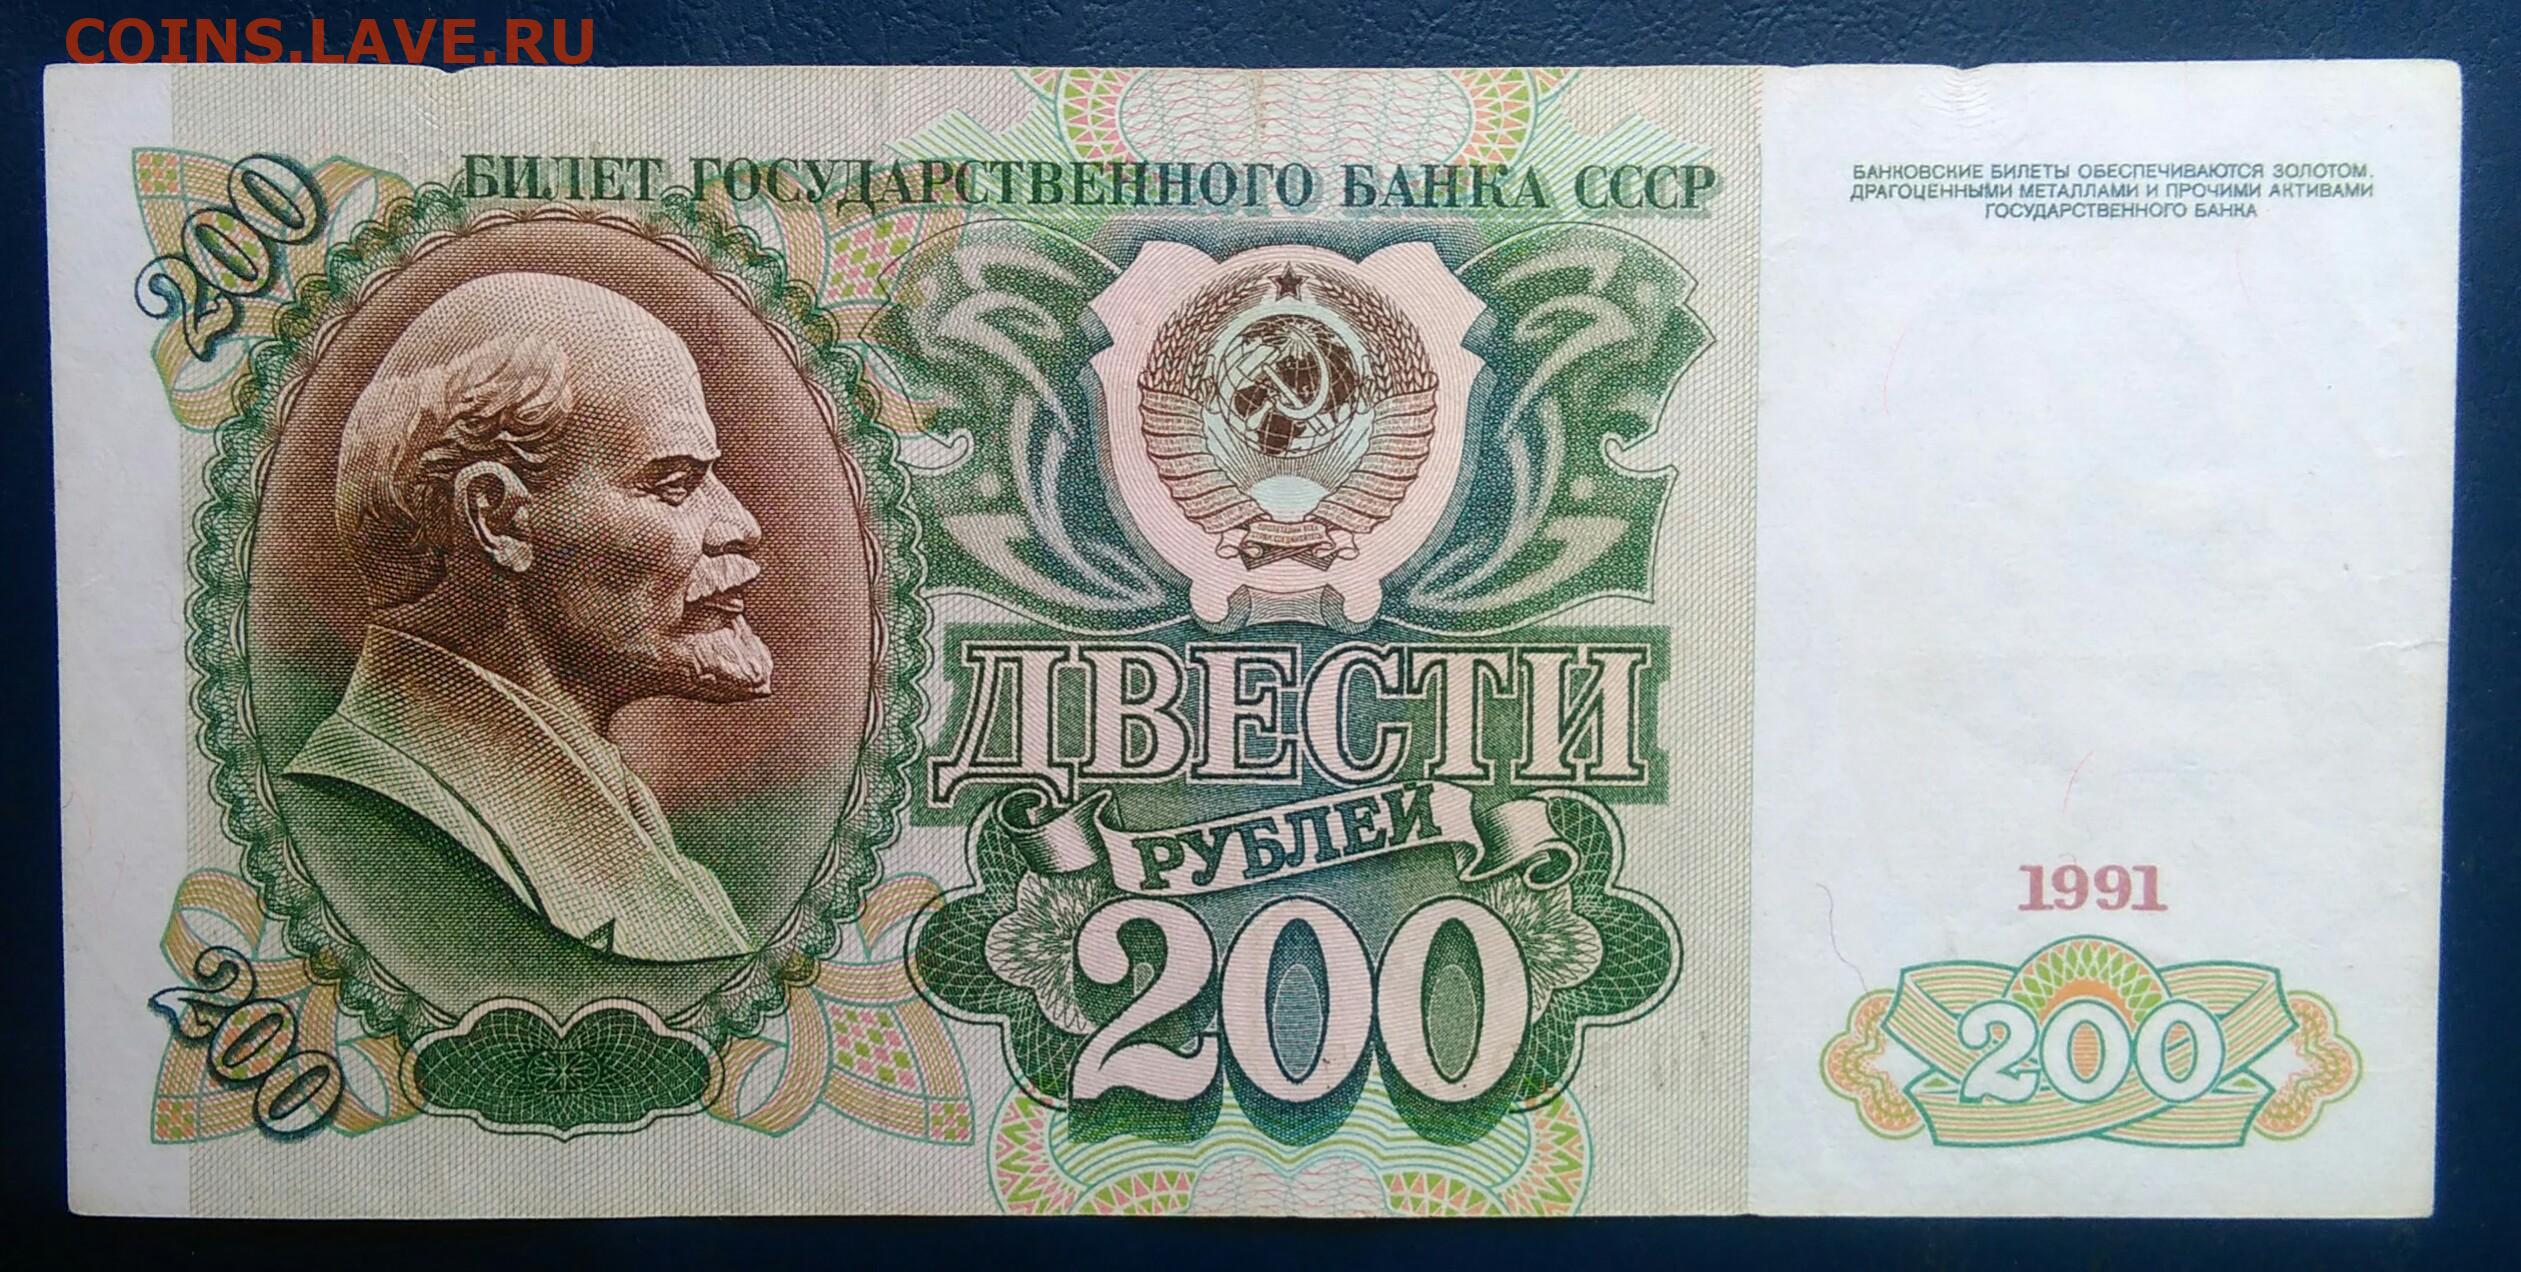 COINS.LAVE.RU
БИЛЕТ ГОСУДАРСТВЕННОГО БАНКА СССР
БАНКОВСКИЕ БИЛЕТЫ ОБЕСПЕЧИВАЮТСЯ ЗОЛОТОМ,
ДРАГОЦЕННЫМИ МЕТАЛЛАМИ И ПРОЧИМИ АКТИВАМИ
ГОСУДАРСТВЕННОГО БАНКА
200
ДВЕСТИ
РУБЛЕЙ
200
1991
200
200